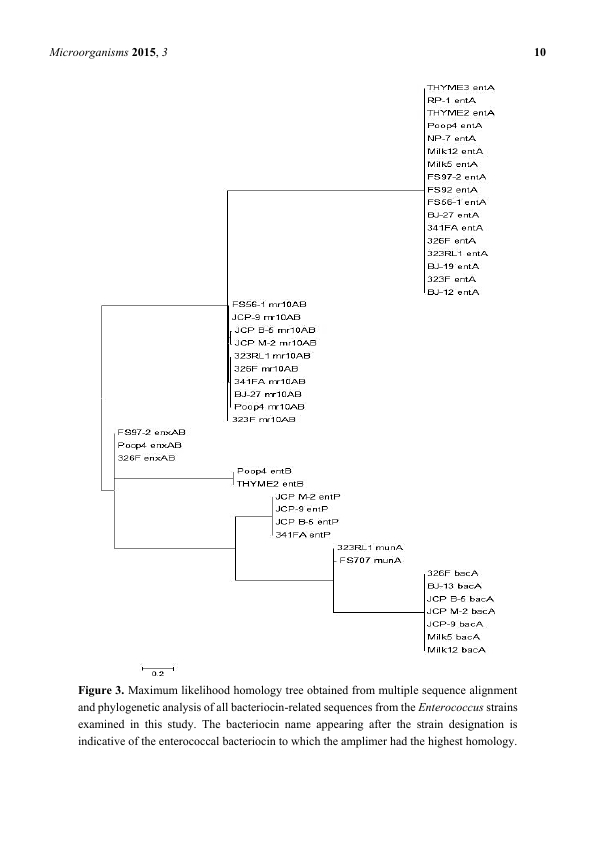 Microorganisms 2015, 3 10
THYME3 entA
RP-1 entA
THYME2 entA
Poop4 entA
NP-7 entA
Milk12 entA
Milk5 entA
FS97-2 entA
FS92 entA
FS56-1 entA
BJ-27 entA
341FA entA
326F entA
323RL1 entA
BJ-19 entA
323F entA
BJ-12 entA
FS56-1 mr10AB
JCP-9 mr10AB
JCP B-5 mr10AB
JCP M-2 mr10AB
323RL1 mr10AB
326F mr10AB
341FA mr10AB
BJ-27 mr10AB
Poop4 mr10AB
323F mr10AB
FS97-2 enxAB
Poop4 enxAB
326F enxAB
Poop4 entB
THYME2 entB
JCP M-2 entP
JCP-9 entP
JCP B-5 entP
341FA entP
323RL1 munA
FS707 munA
326F bacA
BJ-13 bacA
JCP B-5 bacA
JCP M-2 bacA
JCP-9 bacA
Milk5 bacA
Milk12 bacA
0.2
Figure 3. Maximum likelihood homology tree obtained from multiple sequence alignment
and phylogenetic analysis of all bacteriocin-related sequences from the Enterococcus strains
examined in this study. The bacteriocin name appearing after the strain designation is
indicative of the enterococcal bacteriocin to which the amplimer had the highest homology.